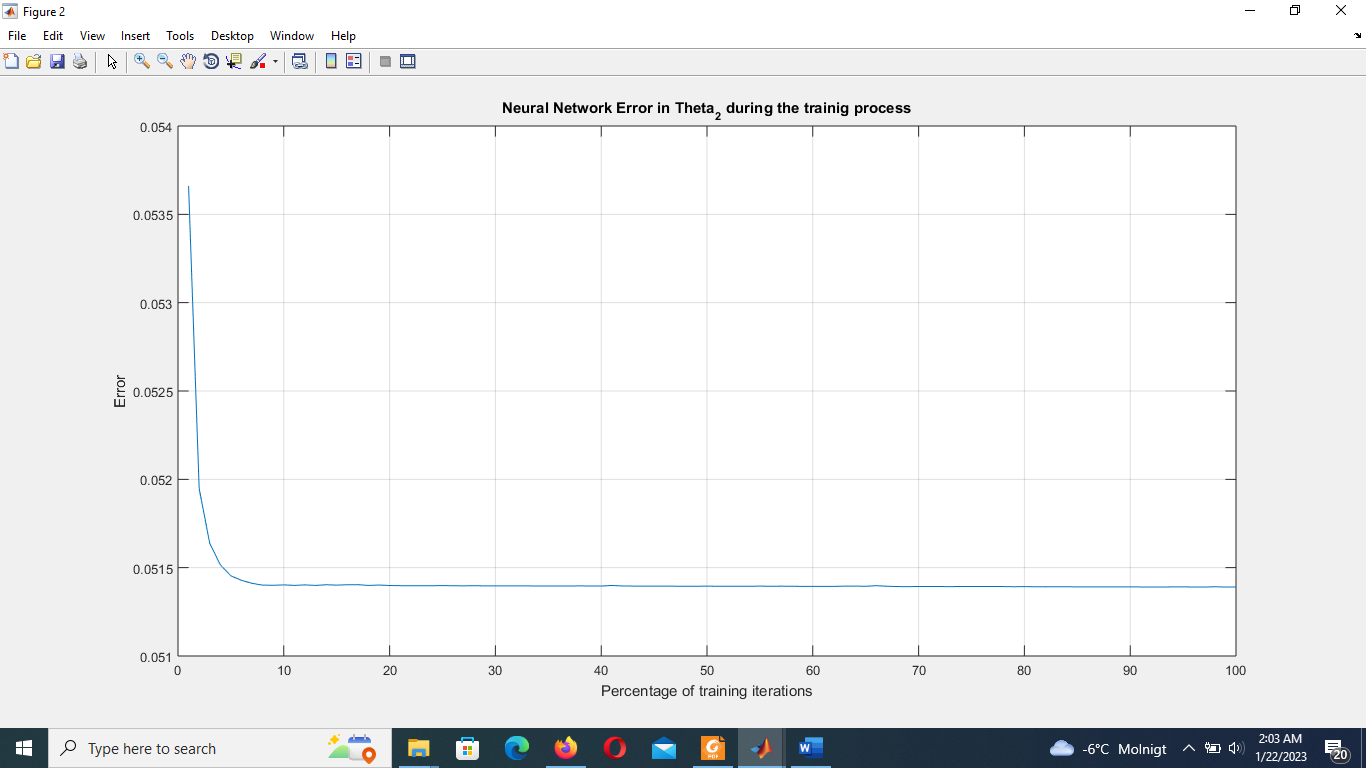 Figure 2
File Edit View Insert Tools Desktop Window Help
Neural Network Error in Theta2 during the trainig process
0.054
0.0535
0.053
0.0525
0.052
0.0515
0.051
Error
0 10 20 30 40 50 60 70 80 90 100
Percentage of training iterations
Type here to search
G
PDF
W
-6°C Molnigt
2:03 AM
1/22/2023
20